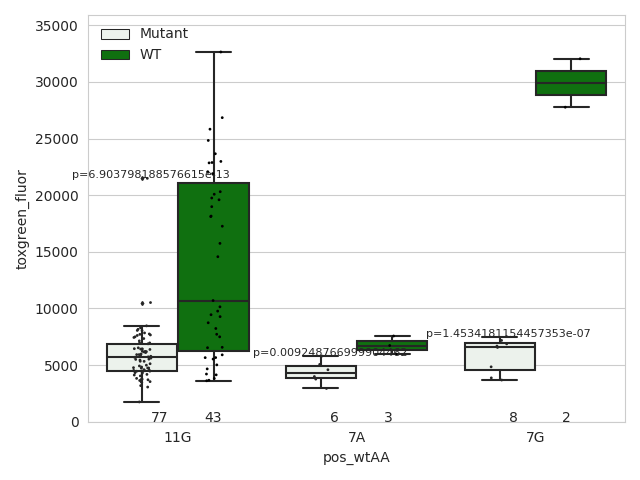 Mutant
WT
35000
30000
25000
20000
15000
10000
5000
0
toxgreen_fluor
p=6.903798188576615e-13
p=0.009248766999904482
p=1.4534181154457353e-07
77 43 6 3 8 2
11G 7A 7G
pos_wtAA